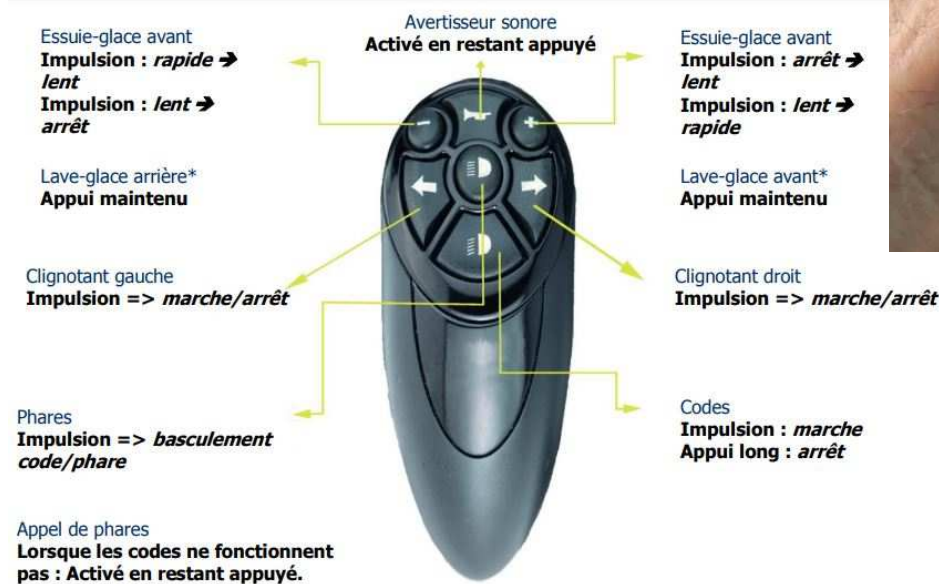 Essuie-glace avant
Impulsion : rapide ➔
lent
Impulsion : lent ➔
arrêt
Lave-glace arrière*
Appui maintenu
Clignotant gauche
Impulsion => marche/arrêt
Phares
Impulsion => basculement
code/phare
Appel de phares
Lorsque les codes ne fonctionnent
pas : Activé en restant appuyé.
Avertisseur sonore
Activé en restant appuyé
- +
Essuie-glace avant
Impulsion : arrêt ➔
lent
Impulsion : lent ➔
rapide
Lave-glace avant*
Appui maintenu
Clignotant droit
Impulsion => marche/arrêt
Codes
Impulsion : marche
Appui long : arrêt